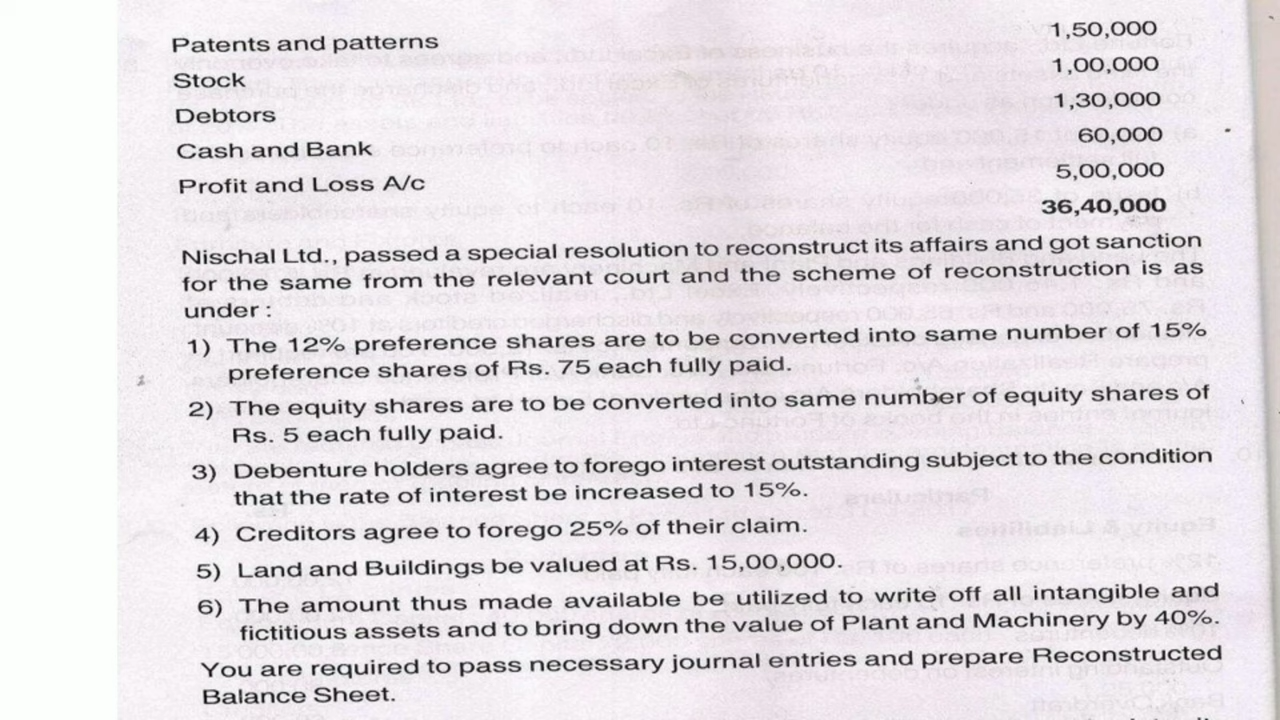 Patents and patterns 1,50,000
Stock 1,00,000
Debtors 1,30,000
Cash and Bank 60,000
Profit and Loss A/c 5,00,000
36,40,000
Nischal Ltd., passed a special resolution to reconstruct its affairs and got sanction
for the same from the relevant court and the scheme of reconstruction is as
under :
1) The 12% preference shares are to be converted into same number of 15%
preference shares of Rs. 75 each fully paid.
2) The equity shares are to be converted into same number of equity shares of
Rs. 5 each fully paid.
3) Debenture holders agree to forego interest outstanding subject to the condition
that the rate of interest be increased to 15%.
4) Creditors agree to forego 25% of their claim.
5) Land and Buildings be valued at Rs. 15,00,000.
6) The amount thus made available be utilized to write off all intangible and
fictitious assets and to bring down the value of Plant and Machinery by 40%.
You are required to pass necessary journal entries and prepare Reconstructed
Balance Sheet.